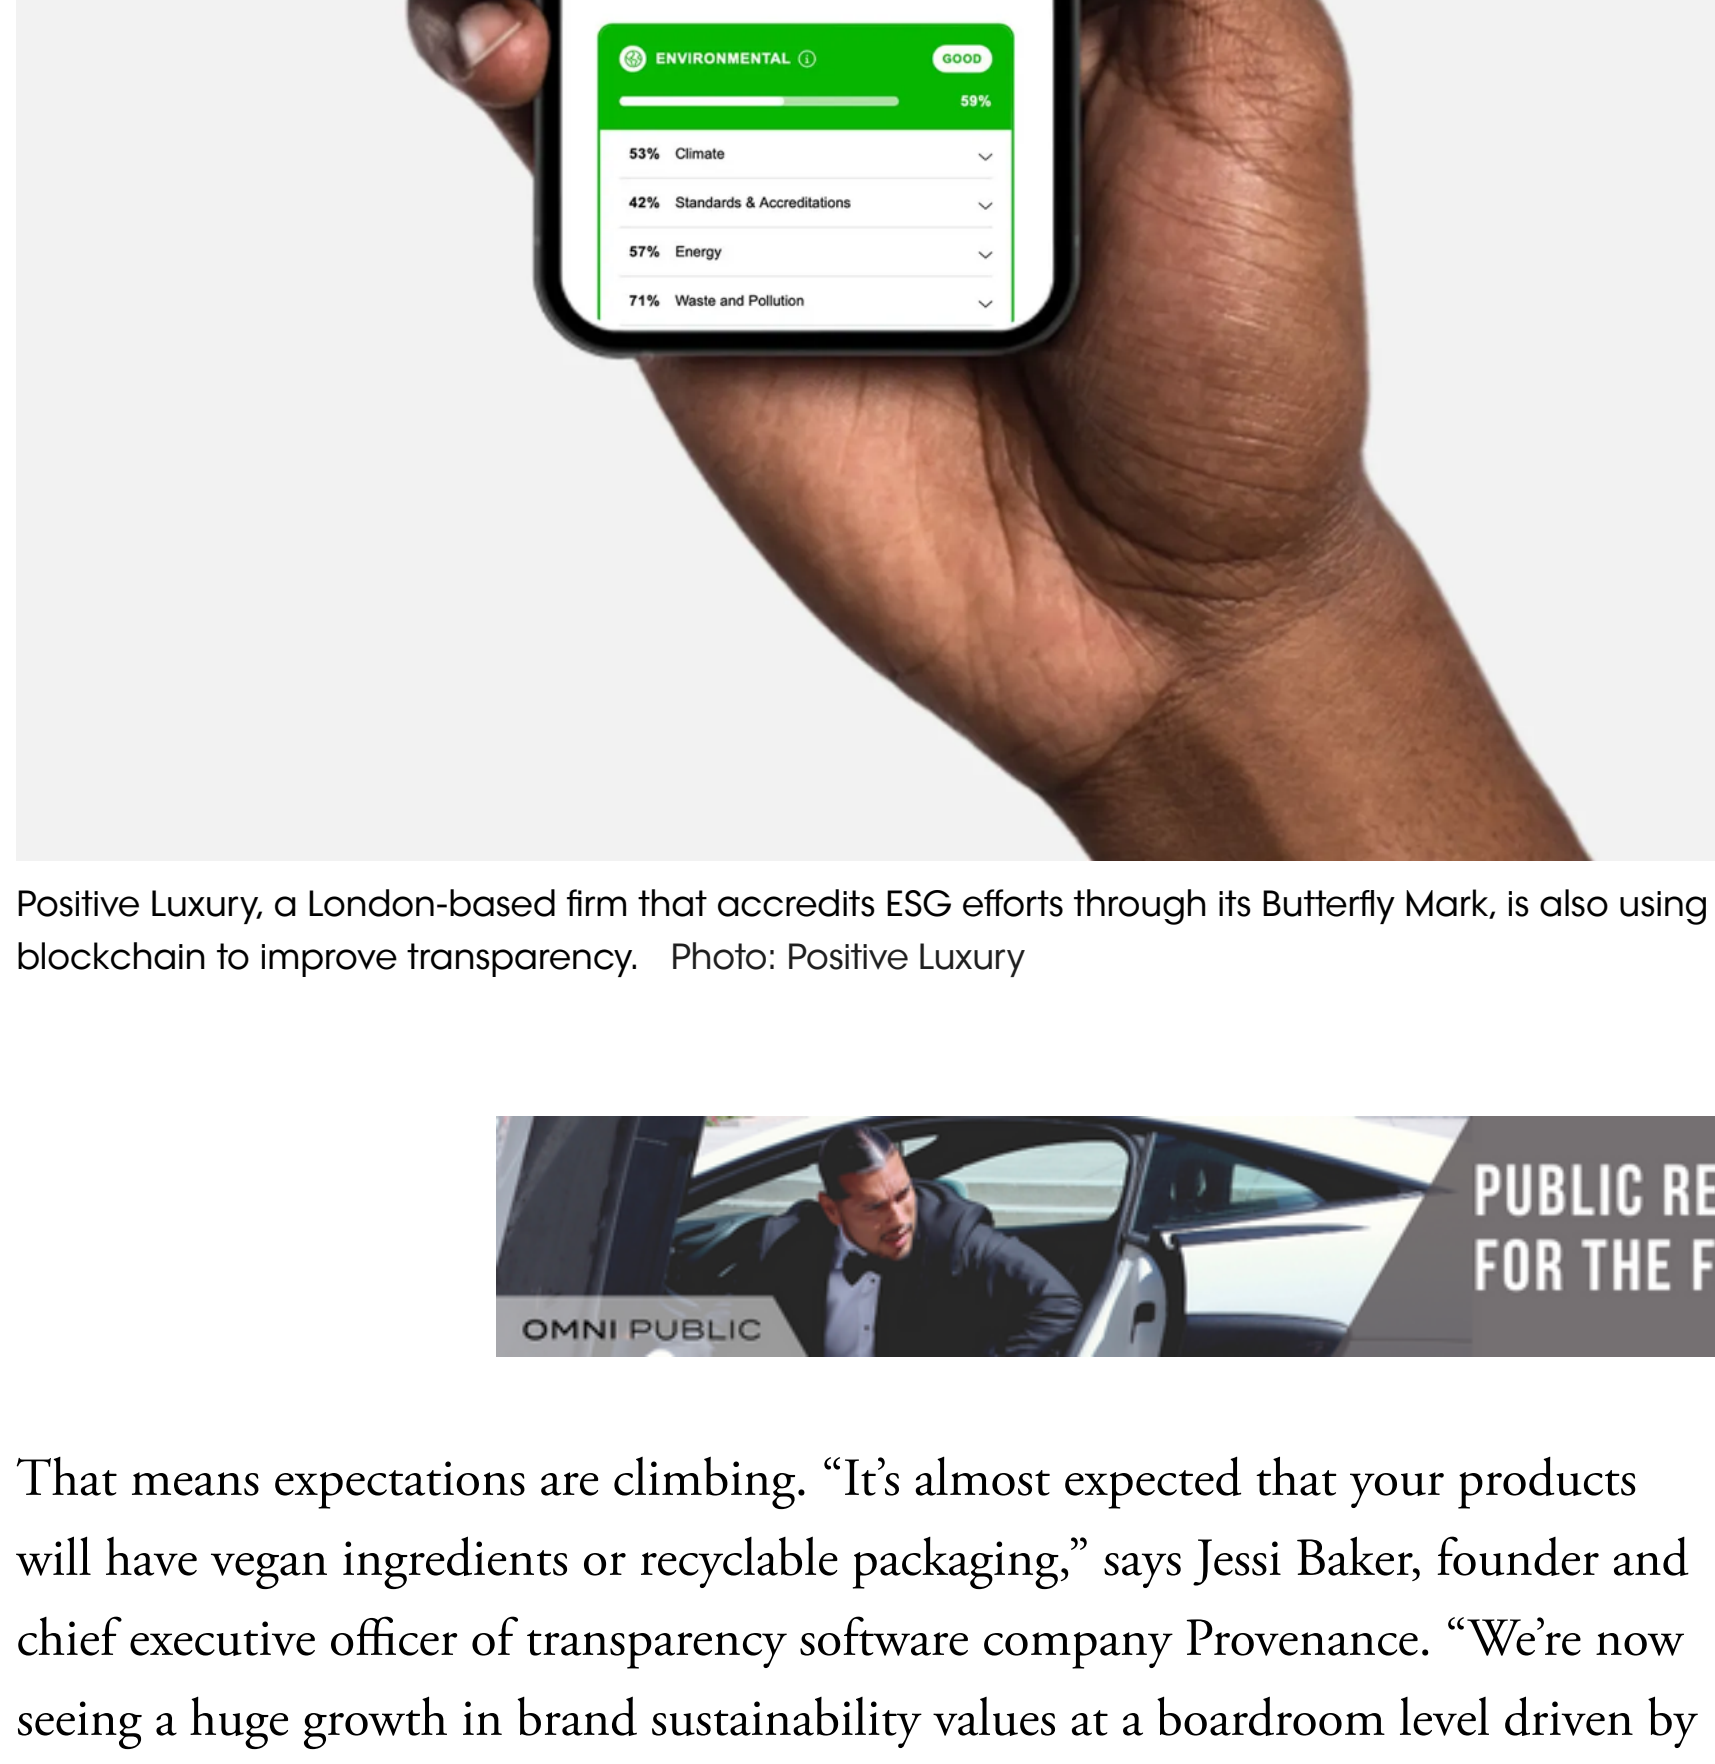 ENVIRONMENTAL GOOD
59%
53% Climate
42% Standards & Accreditations
57% Energy
71% Waste and Pollution
Positive Luxury, a London-based firm that accredits ESG efforts through its Butterfly Mark, is also using
blockchain to improve transparency. Photo: Positive Luxury
PUBLIC RE
FOR THE F
OMNI PUBLIC
That means expectations are climbing. “It’s almost expected that your products
will have vegan ingredients or recyclable packaging,” says Jessi Baker, founder and
chief executive officer of transparency software company Provenance. “We’re now
seeing a huge growth in brand sustainability values at a boardroom level driven by